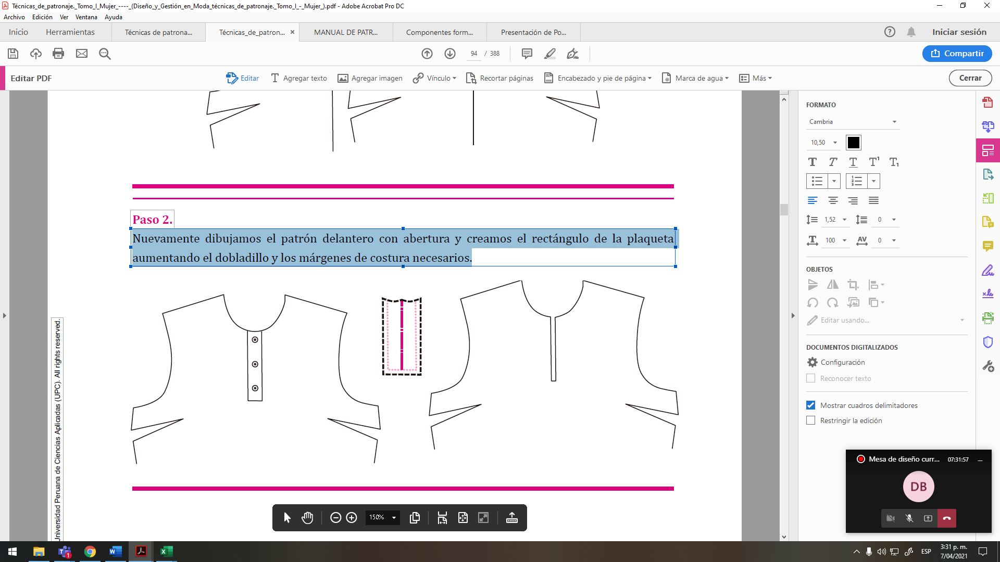 Técnicas_de_patronaje._Tomo_I_Mujer_----_(Diseño_y_Gestión_en_Moda_técnicas_de_patronaje._Tomo_I_-_Mujer_).pdf - Adobe Acrobat Pro DC
Archivo Edición Ver Ventana Ayuda
Inicio Herramientas Técnicas de patrona... Técnicas_de_patron... × MANUAL DE PATR... Componentes form... Presentación de Po... Iniciar sesión
94 / 388 Compartir
Editar PDF Editar Agregar texto Agregar imagen Vínculo Recortar páginas Encabezado y pie de página Marca de agua Más Cerrar
Paso 2.
Nuevamente dibujamos el patrón delantero con abertura y creamos el rectángulo de la plaqueta
aumentando el dobladillo y los márgenes de costura necesarios.
Universidad Peruana de Ciencias Aplicadas (UPC). All rights reserved.
150%
FORMATO
Cambria
10,50
1,52 0
100 0
OBJETOS
Editar usando...
DOCUMENTOS DIGITALIZADOS
Configuración
Reconocer texto
Mostrar cuadros delimitadores
Restringir la edición
Mesa de diseño curr... 07:31:57
DB
1
ESP
3:31 p. m.
7/04/2021